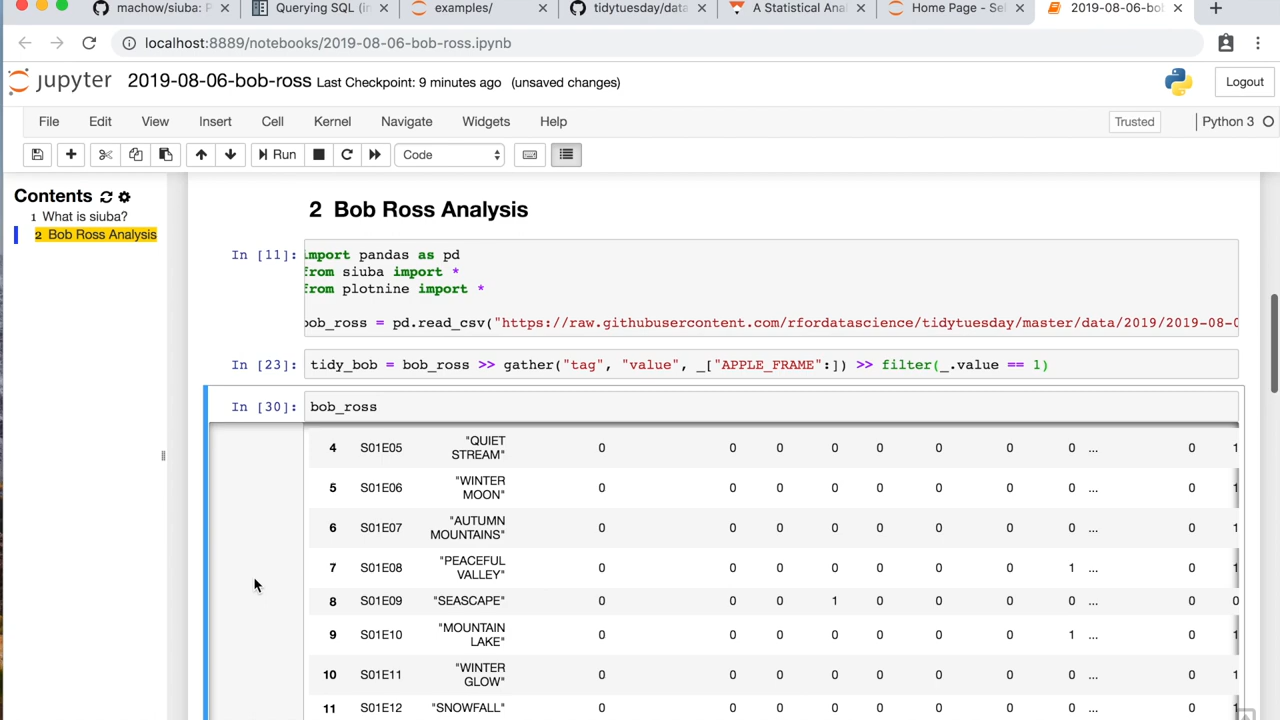 machow/siuba: P
Querying SQL (in
examples/
tidytuesday/data
A Statistical Ana
Home Page - Sel
2019-08-06-bob
localhost:8889/notebooks/2019-08-06-bob-ross.ipynb
jupyter 2019-08-06-bob-ross Last Checkpoint: 9 minutes ago (unsaved changes)
Logout
File Edit View Insert Cell Kernel Navigate Widgets Help
Trusted
Python 3
Run
Code
Contents
1 What is siuba?
2 Bob Ross Analysis
2 Bob Ross Analysis
In [11]: import pandas as pd
from siuba import *
from plotnine import *
bob_ross = pd.read_csv("https://raw.githubusercontent.com/rfordatascience/tidytuesday/master/data/2019/2019-08-0
In [23]: tidy_bob = bob_ross >> gather("tag", "value", _["APPLE_FRAME":]) >> filter(_.value == 1)
In [30]: bob_ross
4 S01E05 "QUIET STREAM" 0 0 0 0 0 0 0 ... 0 1
5 S01E06 "WINTER MOON" 0 0 0 0 0 0 0 ... 0 1
6 S01E07 "AUTUMN MOUNTAINS" 0 0 0 0 0 0 0 ... 0 1
7 S01E08 "PEACEFUL VALLEY" 0 0 0 0 0 0 1 ... 0 1
8 S01E09 "SEASCAPE" 0 0 0 1 0 0 0 0 ... 0 0
9 S01E10 "MOUNTAIN LAKE" 0 0 0 0 0 0 0 1 ... 0 1
10 S01E11 "WINTER GLOW" 0 0 0 0 0 0 0 0 ... 0 1
11 S01E12 "SNOWFALL" 0 0 0 0 0 0 0 0 ... 0 1